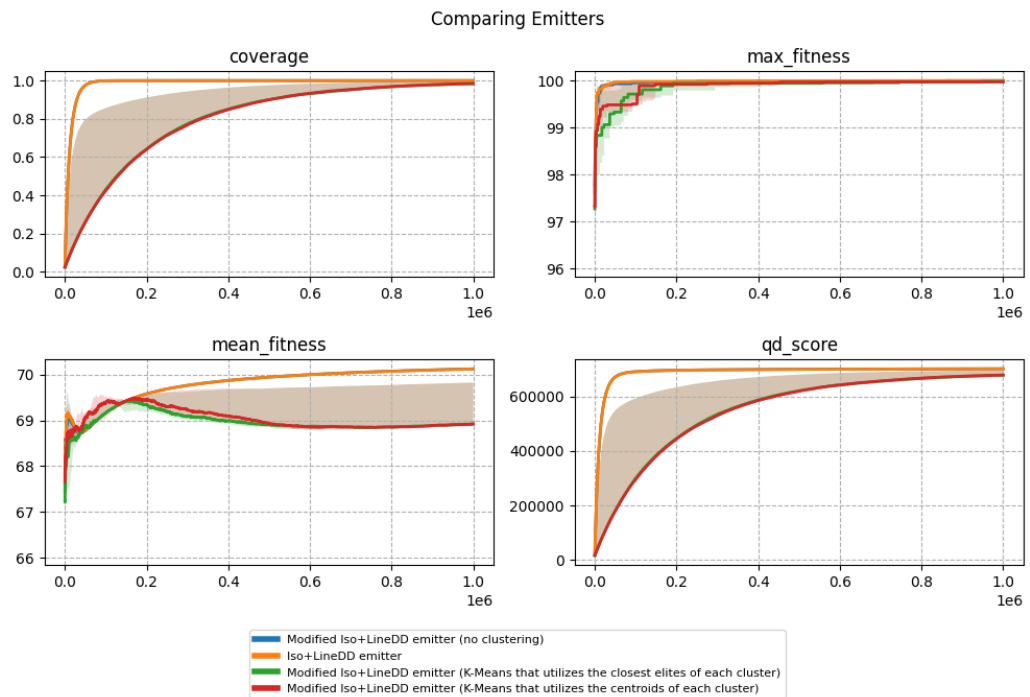 Comparing Emitters
coverage
1.0
0.8
0.6
0.4
0.2
0.0
0.0 0.2 0.4 0.6 0.8 1.0
1e6
max_fitness
100
99
98
97
96
0.0 0.2 0.4 0.6 0.8 1.0
1e6
mean_fitness
70
69
68
67
66
0.0 0.2 0.4 0.6 0.8 1.0
1e6
qd_score
600000
400000
200000
0
0.0 0.2 0.4 0.6 0.8 1.0
1e6
Modified Iso+LineDD emitter (no clustering)
Iso+LineDD emitter
Modified Iso+LineDD emitter (K-Means that utilizes the closest elites of each cluster)
Modified Iso+LineDD emitter (K-Means that utilizes the centroids of each cluster)